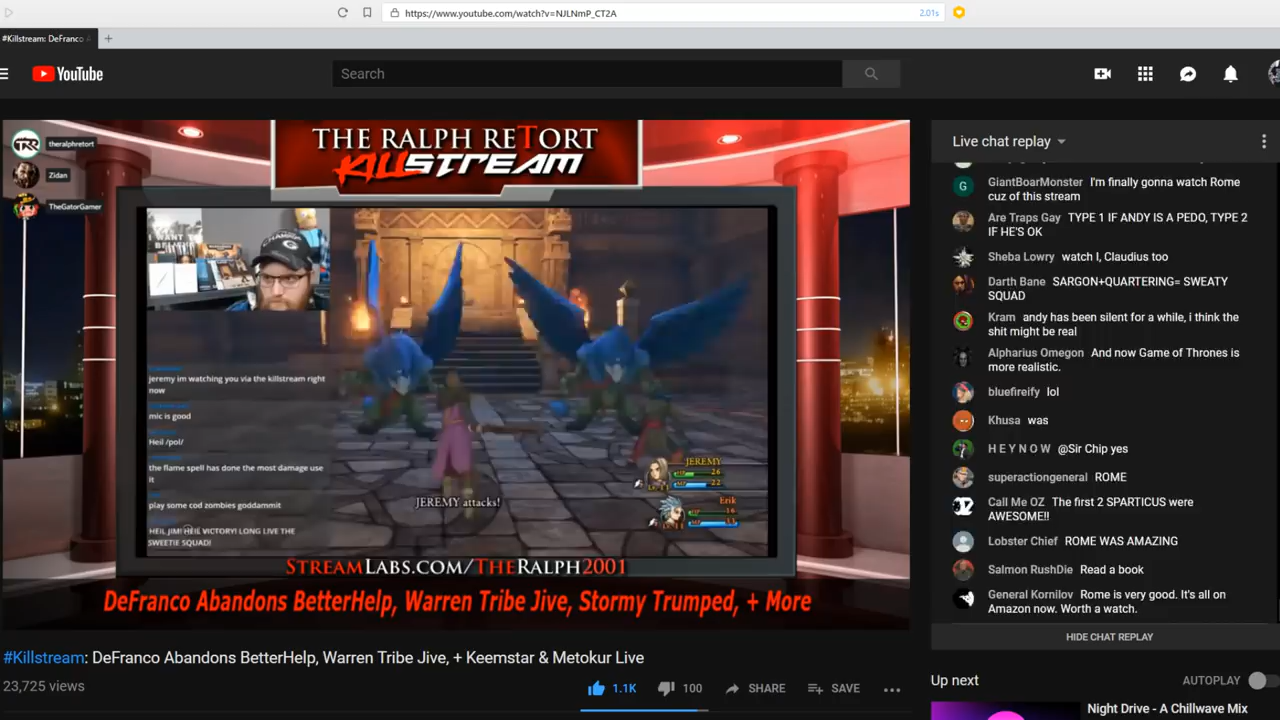 https://www.youtube.com/watch?v=NJLNmP_CT2A
2.01s
#Killstream: DeFranco
YouTube
Search
THE RALPH RETORT
KILLSTREAM
theralphretort
Zidan
TheGatorGamer
jeremy im watching you via the killstream right
now
mic is good
Heil /pol/
the flame spell has done the most damage use
it
play some cod zombies goddammit
HEIL JIM! HEIL VICTORY! LONG LIVE THE
SWEETIE SQUAD!
JEREMY attacks!
JEREMY
26
22
Erik
16
33
STREAMLABS.COM/THERALPH2001
DeFranco Abandons BetterHelp, Warren Tribe Jive, Stormy Trumped, + More
Live chat replay
GiantBoarMonster I'm finally gonna watch Rome
cuz of this stream
Are Traps Gay TYPE 1 IF ANDY IS A PEDO, TYPE 2
IF HE'S OK
Sheba Lowry watch I, Claudius too
Darth Bane SARGON+QUARTERING= SWEATY
SQUAD
Kram andy has been silent for a while, i think the
shit might be real
Alpharius Omegon And now Game of Thrones is
more realistic.
bluefireify lol
Khusa was
H E Y N O W @Sir Chip yes
superactiongeneral ROME
Call Me OZ The first 2 SPARTICUS were
AWESOME!!
Lobster Chief ROME WAS AMAZING
Salmon RushDie Read a book
General Kornilov Rome is very good. It's all on
Amazon now. Worth a watch.
HIDE CHAT REPLAY
#Killstream: DeFranco Abandons BetterHelp, Warren Tribe Jive, + Keemstar & Metokur Live
23,725 views
1.1K
100
SHARE
SAVE
Up next
AUTOPLAY
Night Drive - A Chillwave Mix